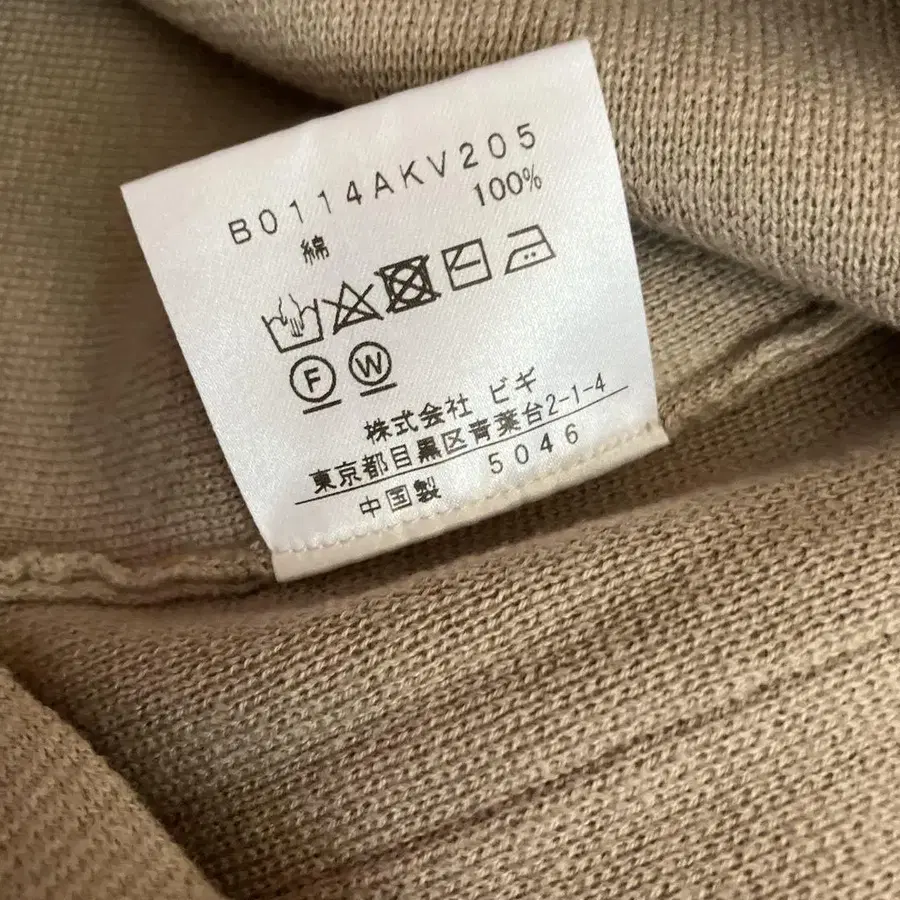 B0114AKV205
綿 100%
F W
株式会社 ビギ
東京都目黒区青葉台2-1-4
中国製 5046